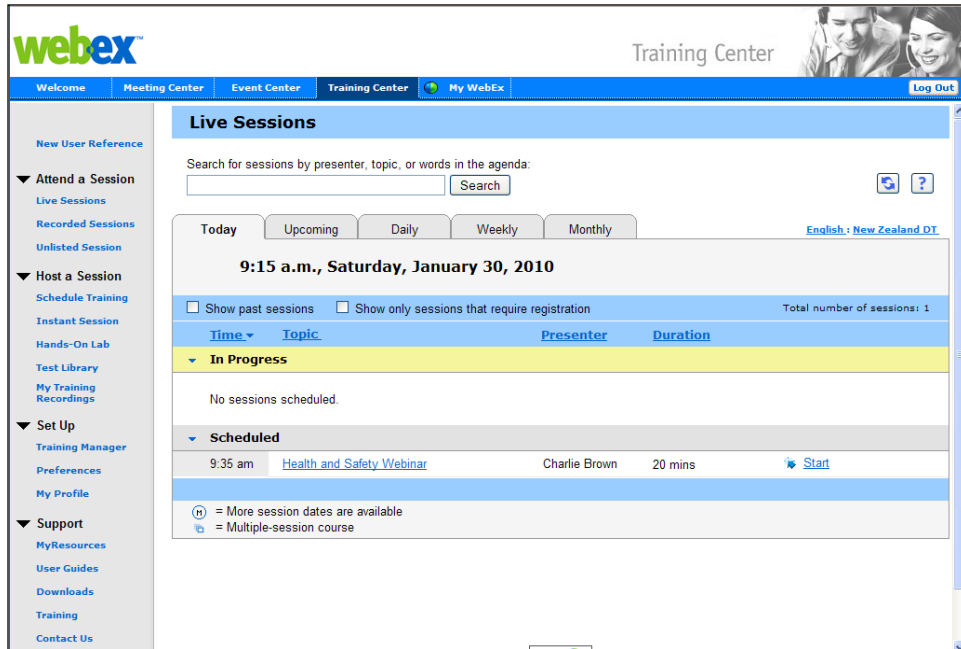 webex™
Training Center
Welcome Meeting Center Event Center Training Center My WebEx Log Out
New User Reference
Attend a Session
Live Sessions
Recorded Sessions
Unlisted Session
Host a Session
Schedule Training
Instant Session
Hands-On Lab
Test Library
My Training
Recordings
Set Up
Training Manager
Preferences
My Profile
Support
MyResources
User Guides
Downloads
Training
Contact Us
Live Sessions
Search for sessions by presenter, topic, or words in the agenda:
Search ?
Today Upcoming Daily Weekly Monthly English : New Zealand DT
9:15 a.m., Saturday, January 30, 2010
Show past sessions Show only sessions that require registration Total number of sessions: 1
Time Topic Presenter Duration
In Progress
No sessions scheduled.
Scheduled
9:35 am Health and Safety Webinar Charlie Brown 20 mins Start
M = More session dates are available
= Multiple-session course